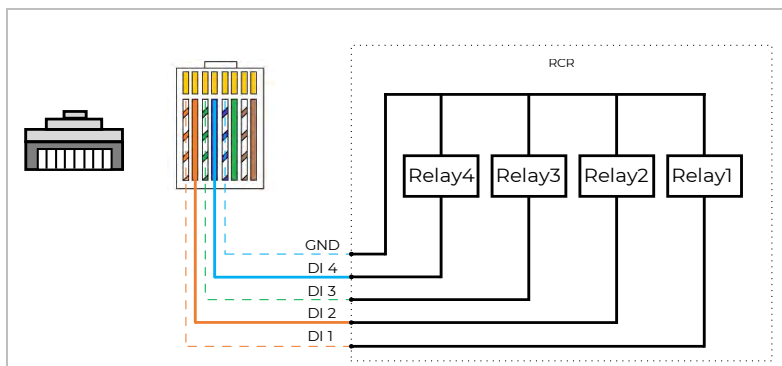 RCR
Relay4 Relay3 Relay2 Relay1
GND
DI 4
DI 3
DI 2
DI 1